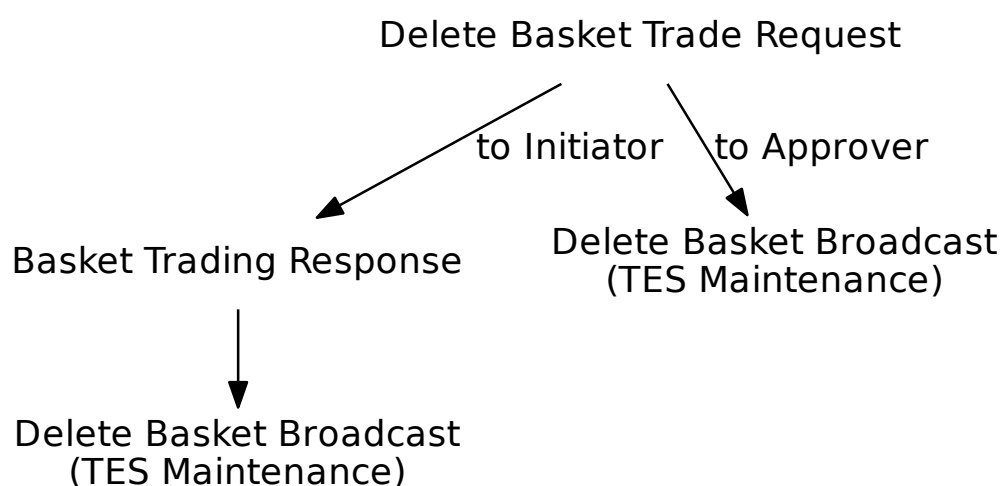 Delete Basket Trade Request
to Initiator
to Approver
Basket Trading Response
Delete Basket Broadcast
(TES Maintenance)
Delete Basket Broadcast
(TES Maintenance)